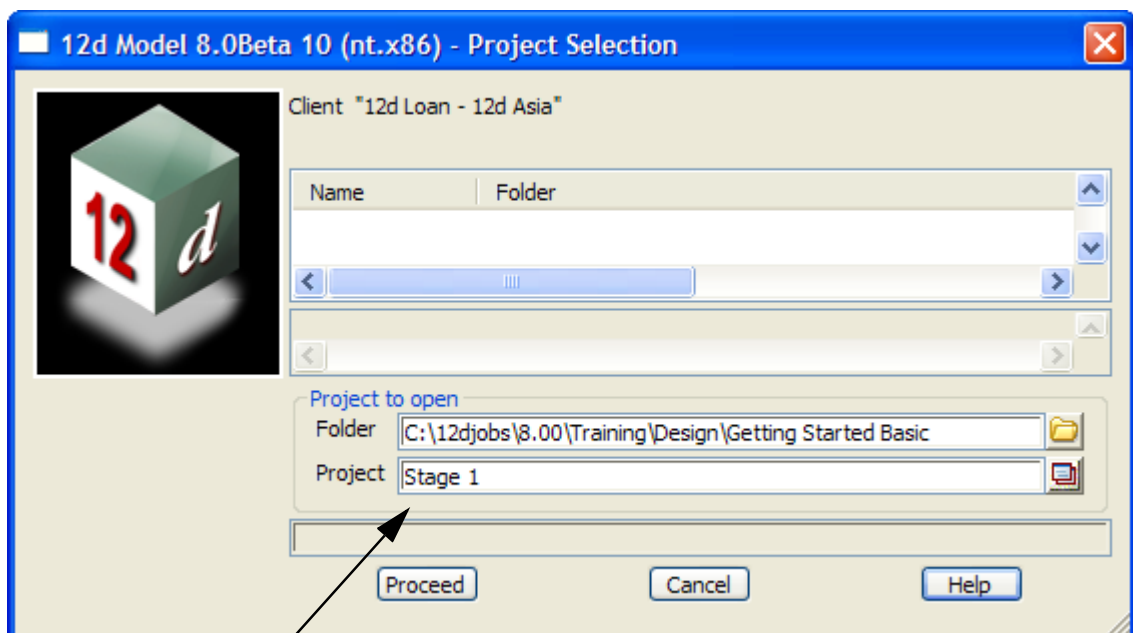 12d Model 8.0Beta 10 (nt.x86) - Project Selection
12 d
Client "12d Loan - 12d Asia"
Name Folder
Project to open
Folder C:\12djobs\8.00\Training\Design\Getting Started Basic
Project Stage 1
Proceed Cancel Help